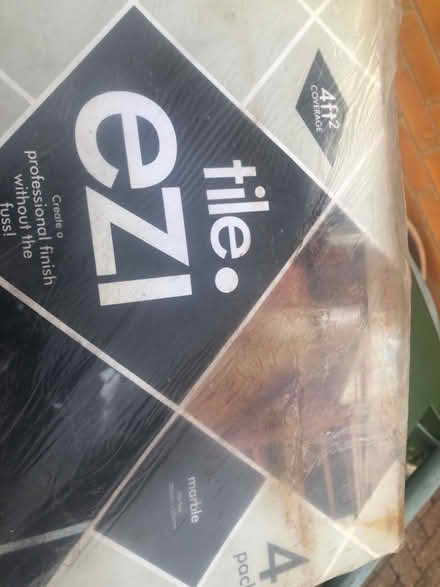 4ft²
COVERAGE
tile.
ezi
Create a
professional finish
without the
fuss!
marble
4
pac